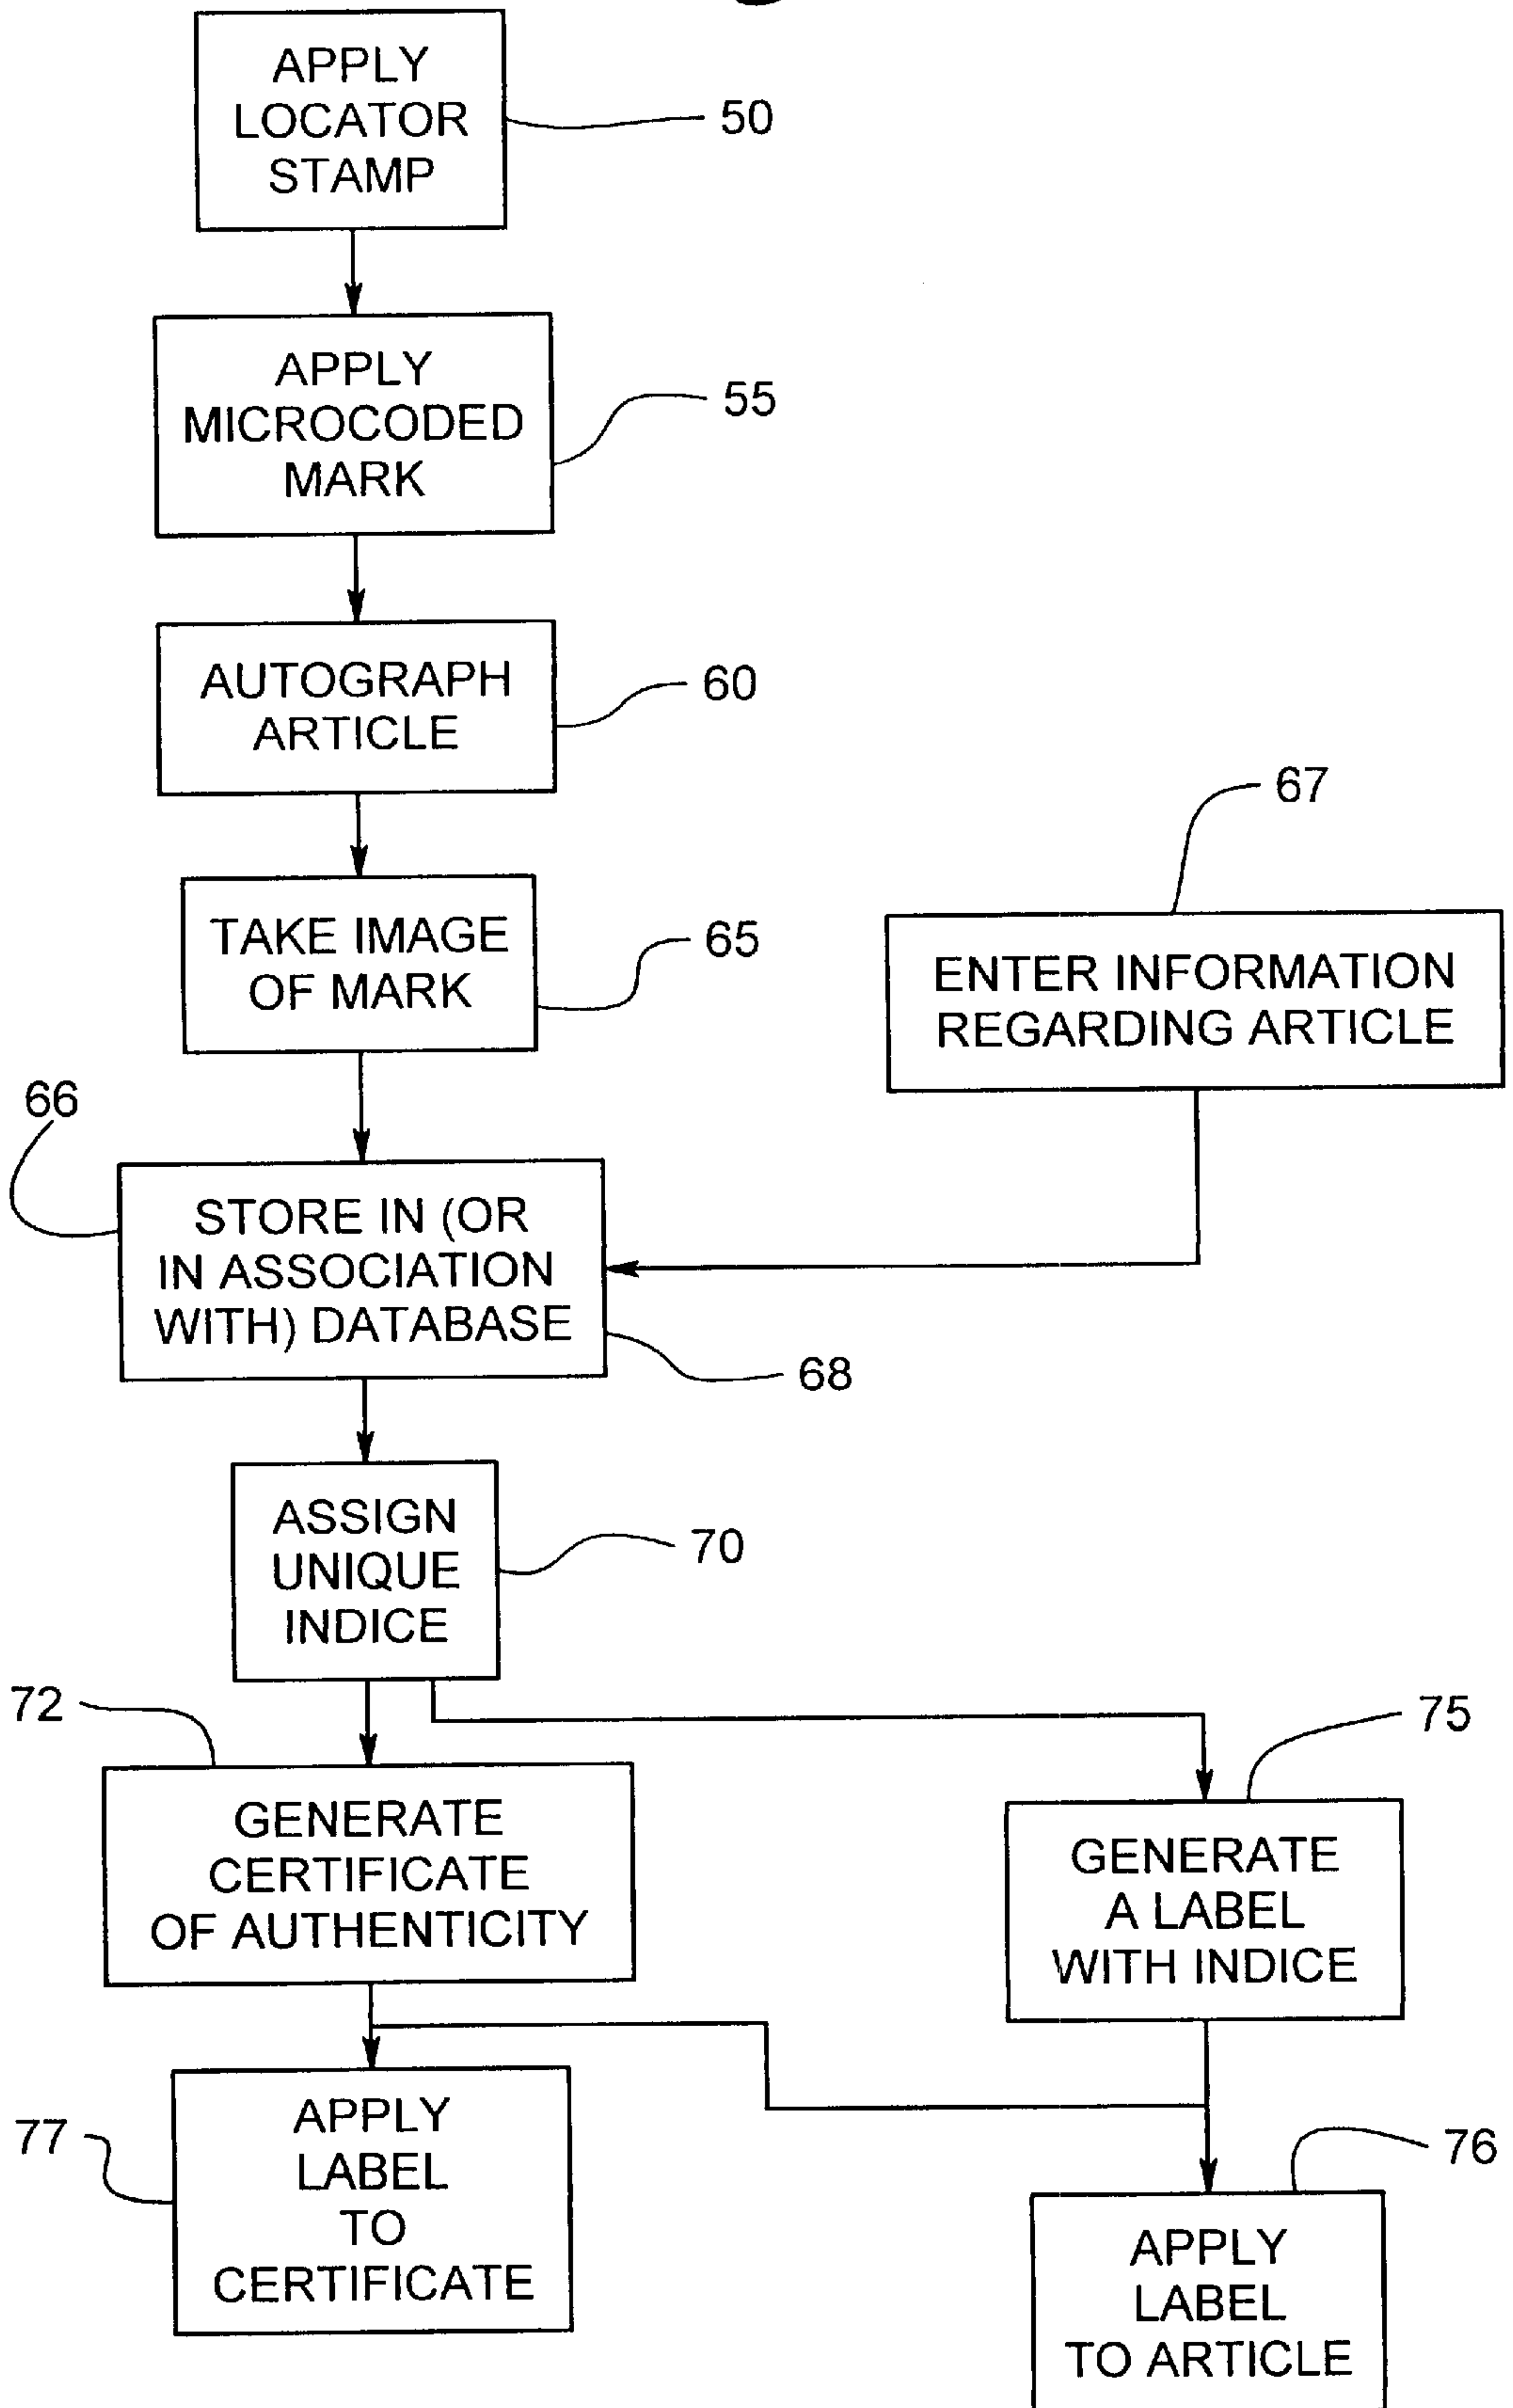 APPLY
LOCATOR
STAMP
50
APPLY
MICROCODED
MARK
55
AUTOGRAPH
ARTICLE
60
67
TAKE IMAGE
OF MARK
65
ENTER INFORMATION
REGARDING ARTICLE
66
STORE IN (OR
IN ASSOCIATION
WITH) DATABASE
68
ASSIGN
UNIQUE
INDICE
70
72
GENERATE
CERTIFICATE
OF AUTHENTICITY
75
GENERATE
A LABEL
WITH INDICE
77
APPLY
LABEL
TO
CERTIFICATE
76
APPLY
LABEL
TO ARTICLE